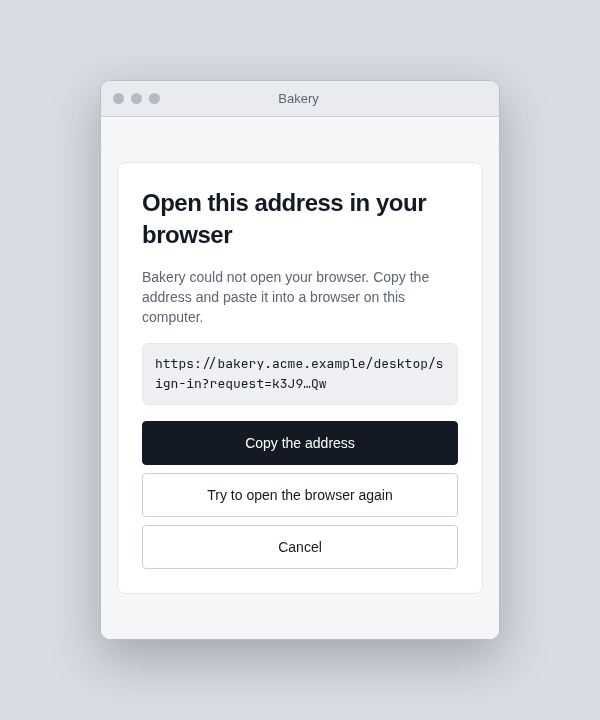 Bakery
Open this address in your
browser
Bakery could not open your browser. Copy the
address and paste it into a browser on this
computer.
https://bakery.acme.example/desktop/s
ign-in?request=k3J9…Qw
Copy the address
Try to open the browser again
Cancel